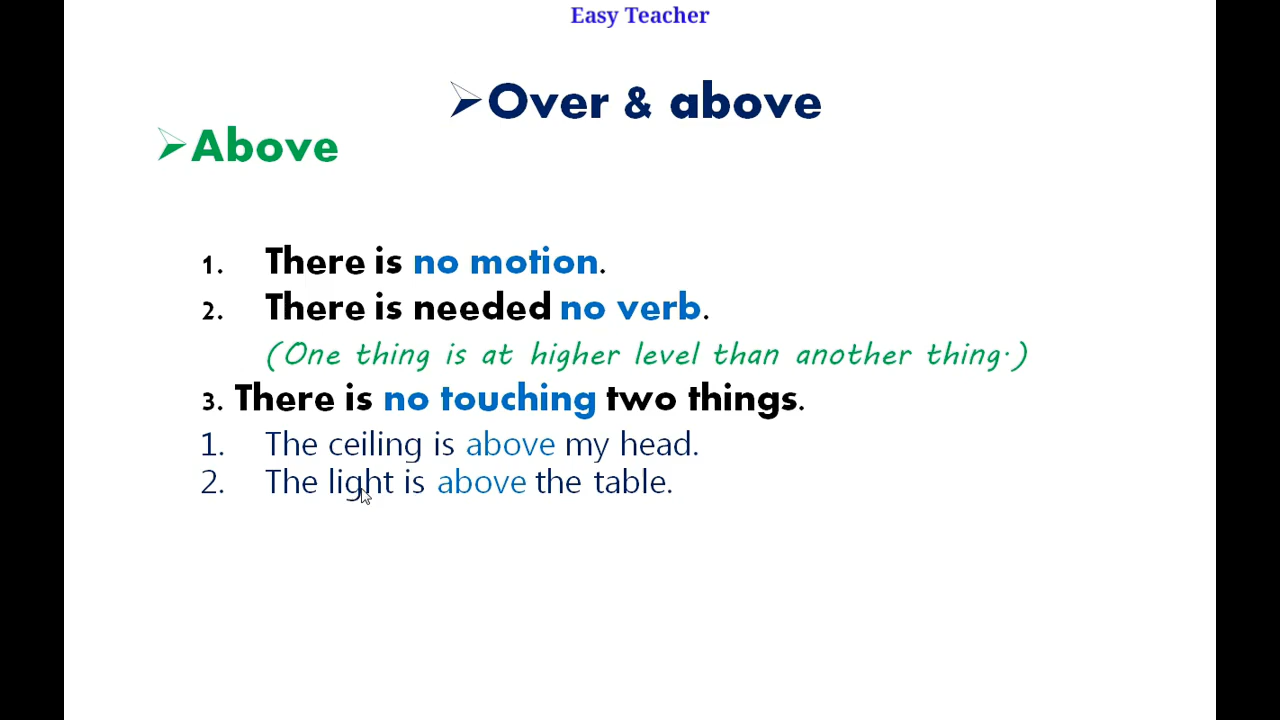 Easy Teacher
➢Over & above
➢Above
1. There is no motion.
2. There is needed no verb.
(One thing is at higher level than another thing.)
3. There is no touching two things.
1. The ceiling is above my head.
2. The light is above the table.